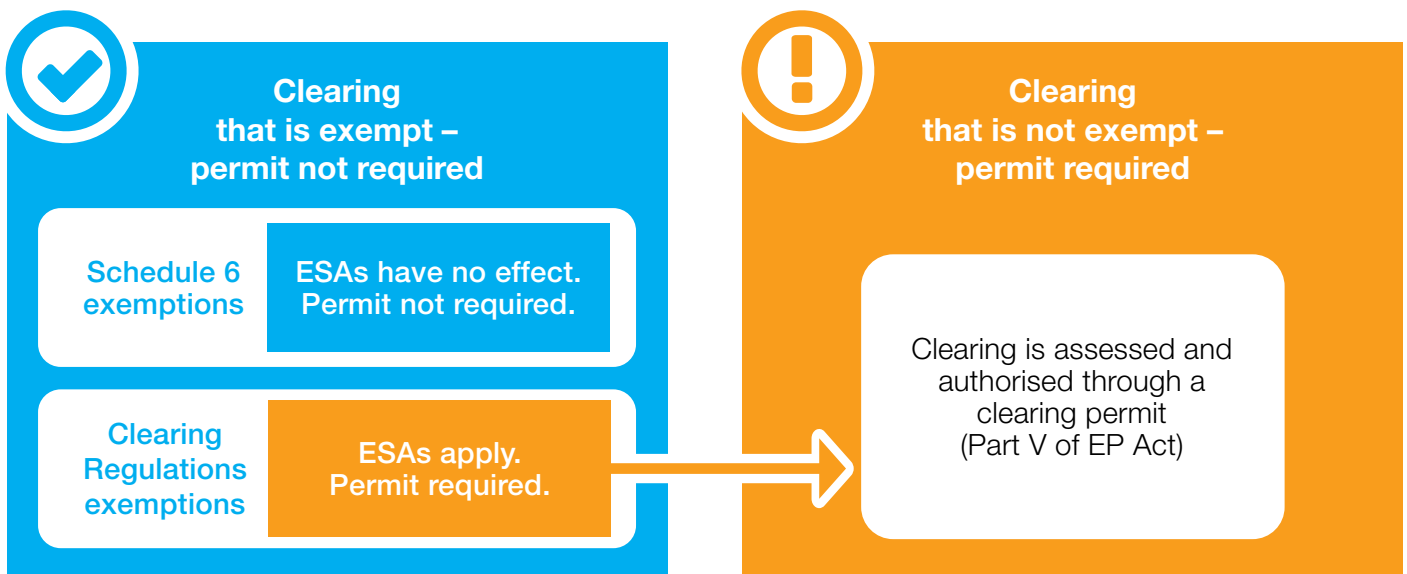 Clearing
that is exempt –
permit not required
Schedule 6
exemptions
ESAs have no effect.
Permit not required.
Clearing
Regulations
exemptions
ESAs apply.
Permit required.
Clearing
that is not exempt –
permit required
Clearing is assessed and
authorised through a
clearing permit
(Part V of EP Act)